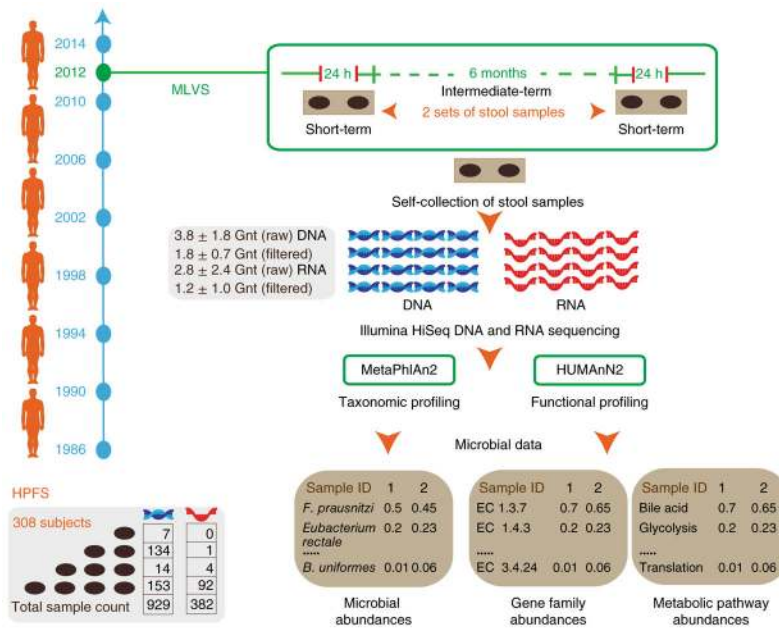 2014
2012
2010
2006
2002
1998
1994
1990
1986
MLVS
24 h
6 months
24 h
Intermediate-term
2 sets of stool samples
Short-term
Short-term
Self-collection of stool samples
3.8 ± 1.8 Gnt (raw) DNA
1.8 ± 0.7 Gnt (filtered)
2.8 ± 2.4 Gnt (raw) RNA
1.2 ± 1.0 Gnt (filtered)
DNA
RNA
Illumina HiSeq DNA and RNA sequencing
MetaPhlAn2
HUMAnN2
Taxonomic profiling
Functional profiling
Microbial data
HPFS
308 subjects
7 0
134 1
14 4
153 92
Total sample count 929 382
Sample ID 1 2
F. prausnitzi 0.5 0.45
Eubacterium 0.2 0.23
rectale
.....
B. uniformes 0.01 0.06
Microbial
abundances
Sample ID 1 2
EC 1.3.7 0.7 0.65
EC 1.4.3 0.2 0.23
.....
EC 3.4.24 0.01 0.06
Gene family
abundances
Sample ID 1 2
Bile acid 0.7 0.65
Glycolysis 0.2 0.23
.....
Translation 0.01 0.06
Metabolic pathway
abundances